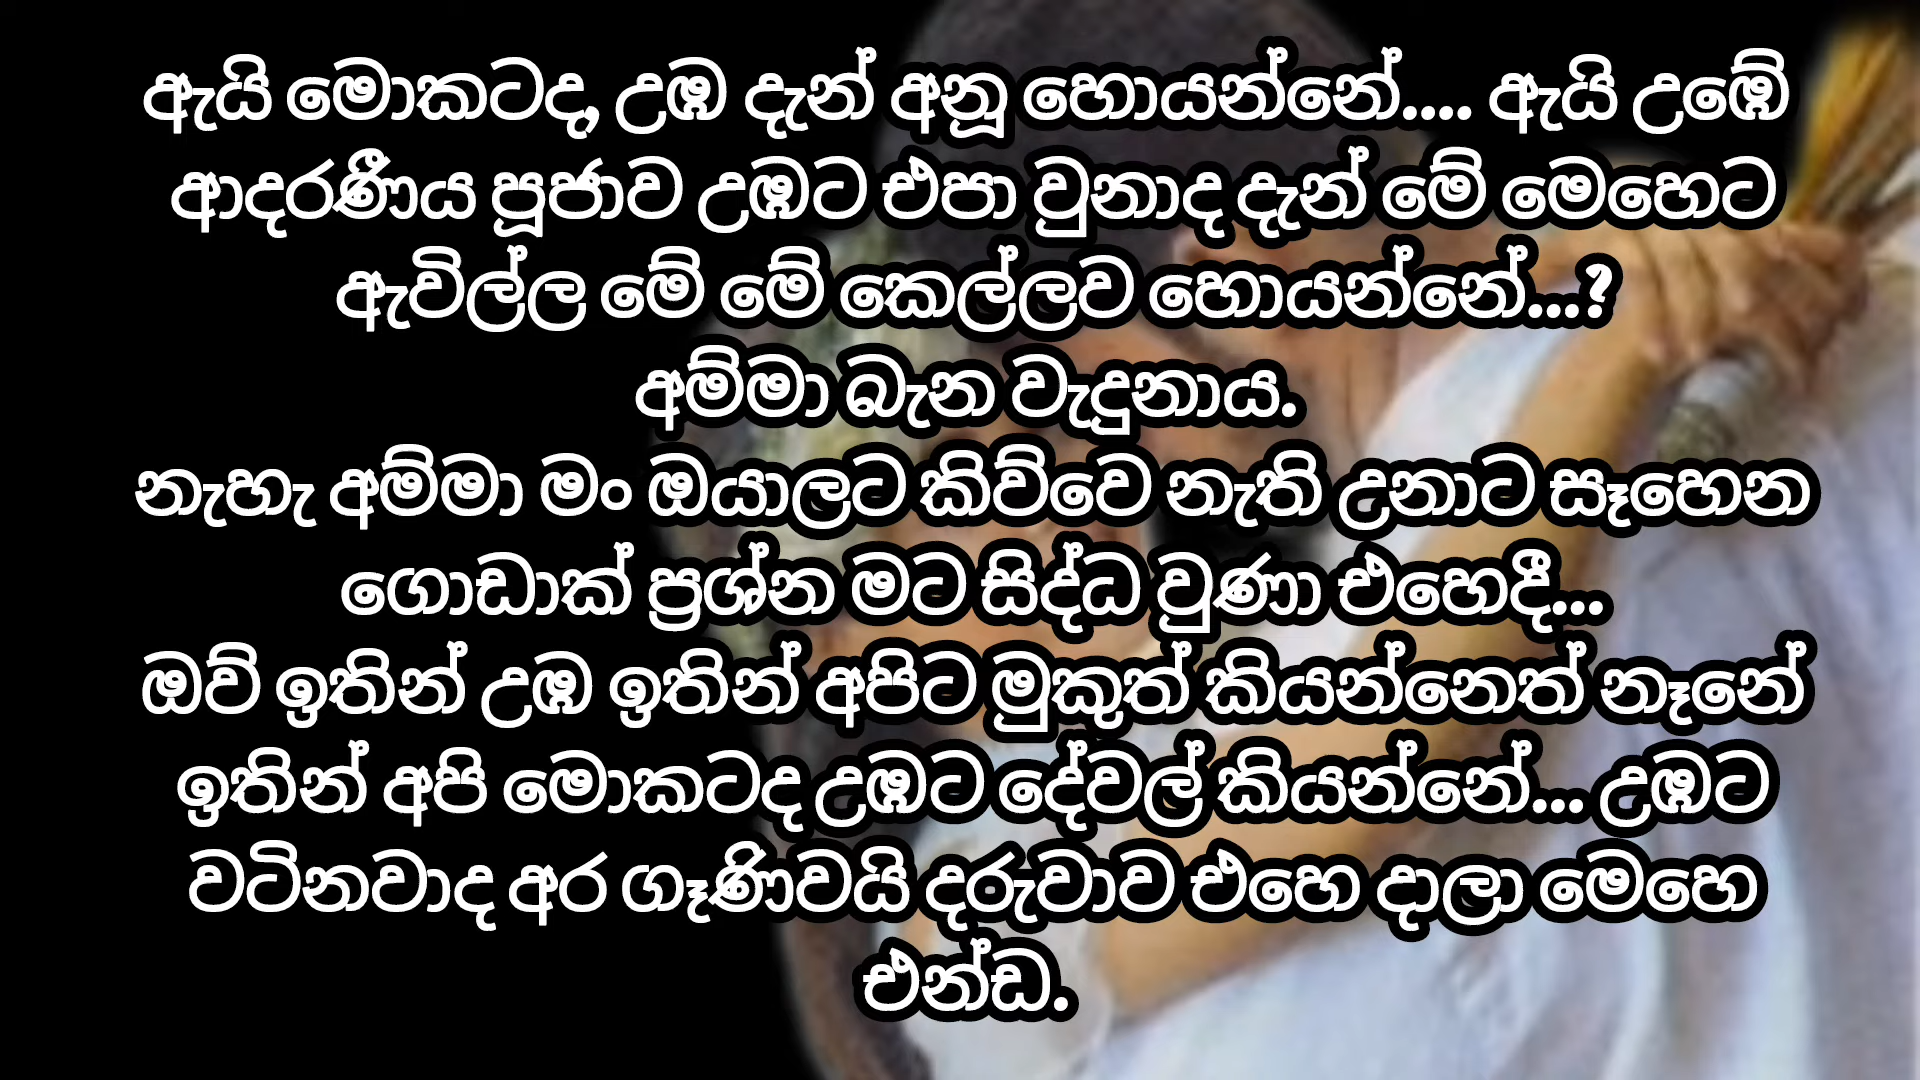 ඇයි මොකටද, උඹ දැන් අනූ හොයන්නේ.... ඇයි උඹේ
ආදරණීය පූජාව උඹට එපා වුනාද දැන් මේ මෙහෙට
ඇවිල්ල මේ මේ කෙල්ලව හොයන්නේ...?
අම්මා බැන වැදුනාය.
නැහැ අම්මා මං ඔයාලට කිව්වෙ නැති උනාට සෑහෙන
ගොඩාක් ප්‍රශ්න මට සිද්ධ වුණා එහෙදී...
ඔව් ඉතින් උඹ ඉතින් අපිට මුකුත් කියන්නෙත් නෑනේ
ඉතින් අපි මොකටද උඹට දේවල් කියන්නේ... උඹට
වටිනවාද අර ගෑණිවයි දරුවාව එහෙ දාලා මෙහෙ
එන්ඩ.